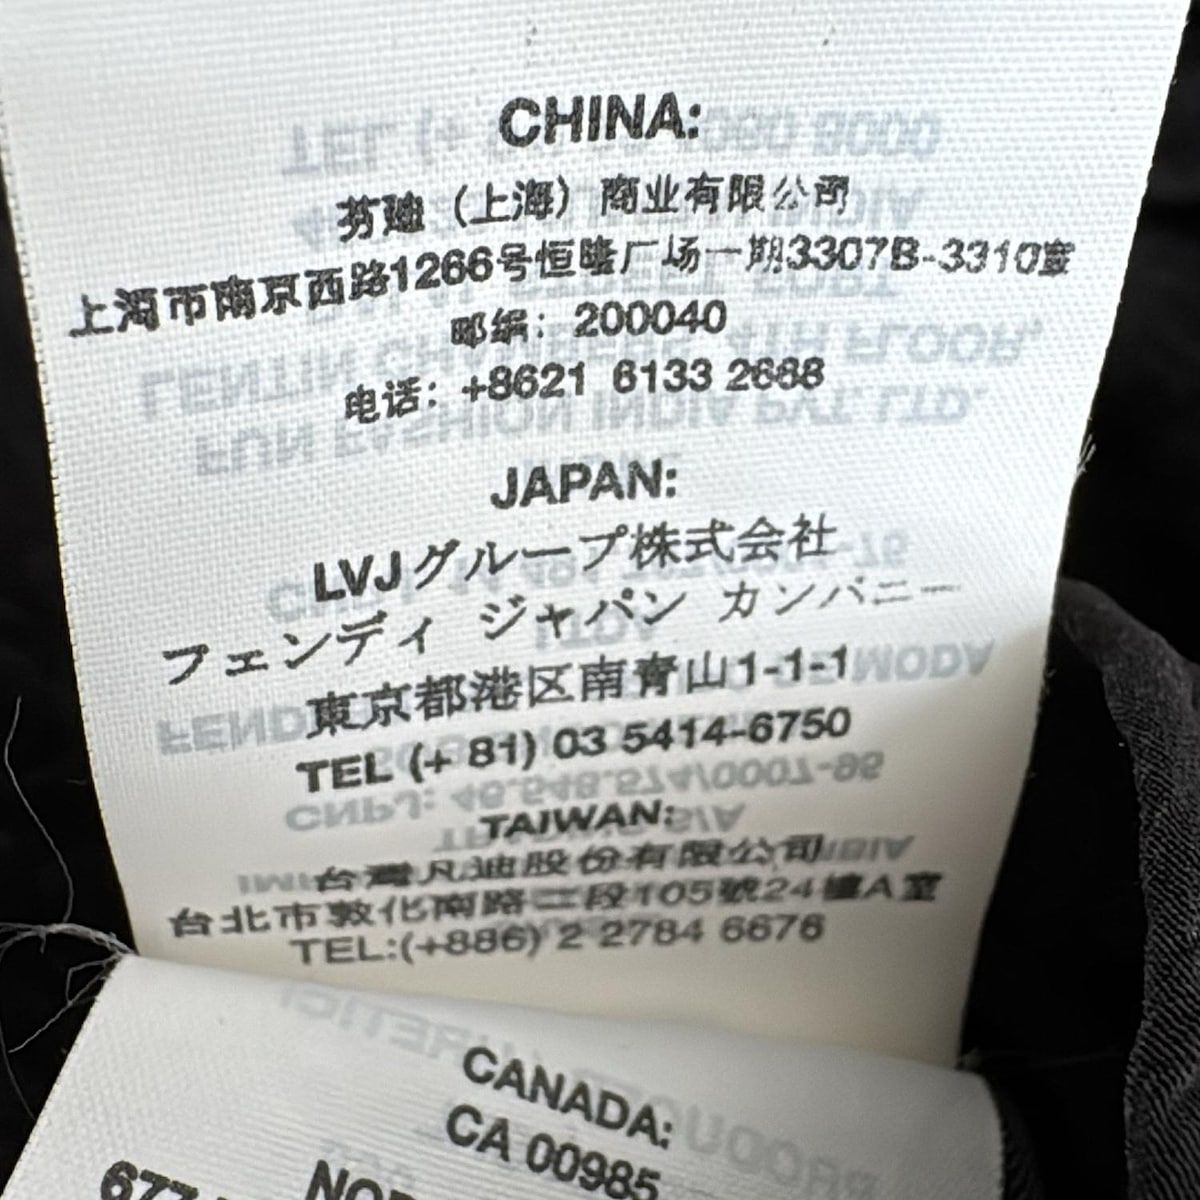 CHINA:
芬迪（上海）商业有限公司
上海市南京西路1266号恒隆广场一期3307B-3310室
邮编：200040
电话：+8621 6133 2688
JAPAN:
LVJグループ株式会社
フェンディ ジャパン カンパニー
東京都港区南青山1-1-1
TEL (+ 81) 03 5414-6750
TAIWAN:
台灣凡迪股份有限公司
台北市敦化南路二段105號24樓A室
TEL:(+886) 2 2784 6676
CANADA:
CA 00985
677